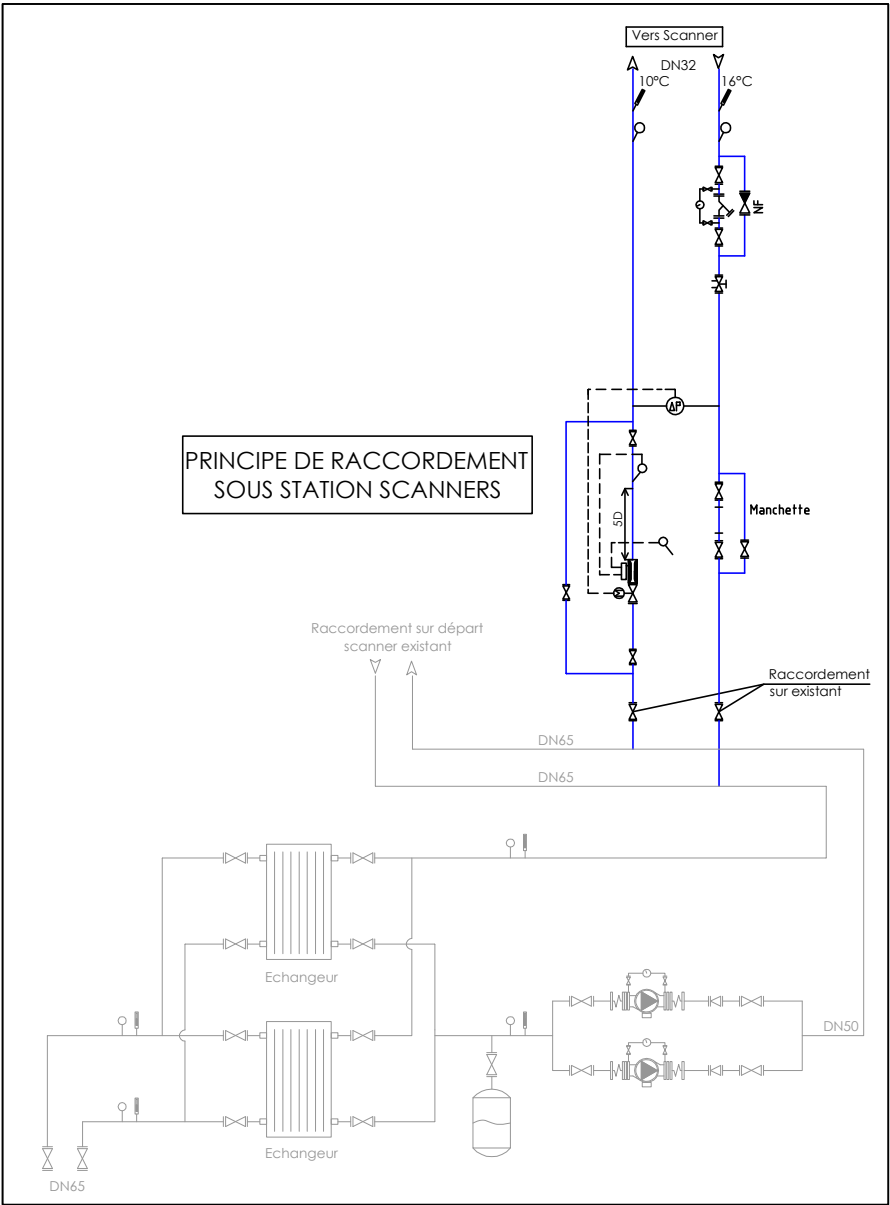 Vers Scanner
DN32
10°C
16°C
NF
ΔP
PRINCIPE DE RACCORDEMENT
SOUS STATION SCANNERS
5D
Manchette
M
Raccordement sur départ
scanner existant
Raccordement
sur existant
DN65
DN65
Echangeur
DN50
Echangeur
DN65